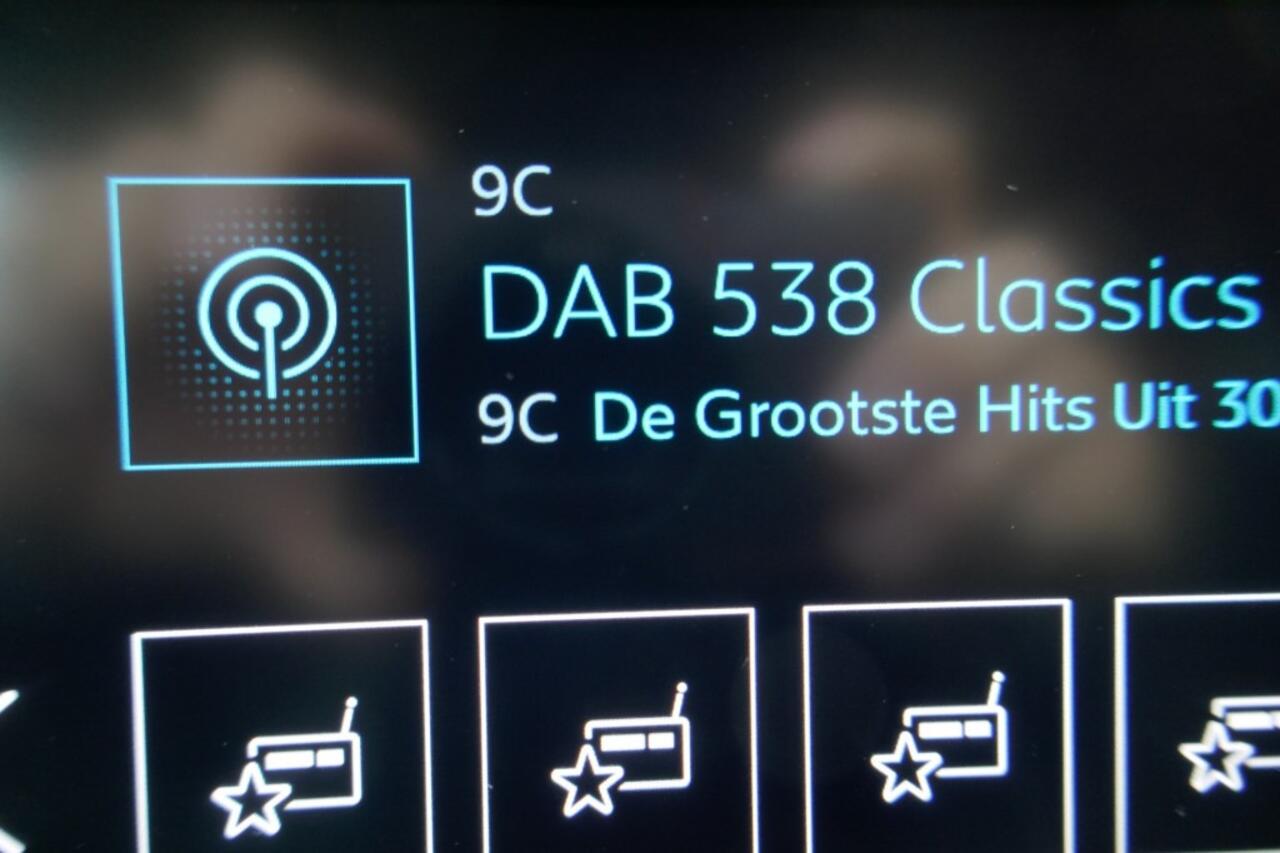 9C
DAB 538 Classics
9C De Grootste Hits Uit 30